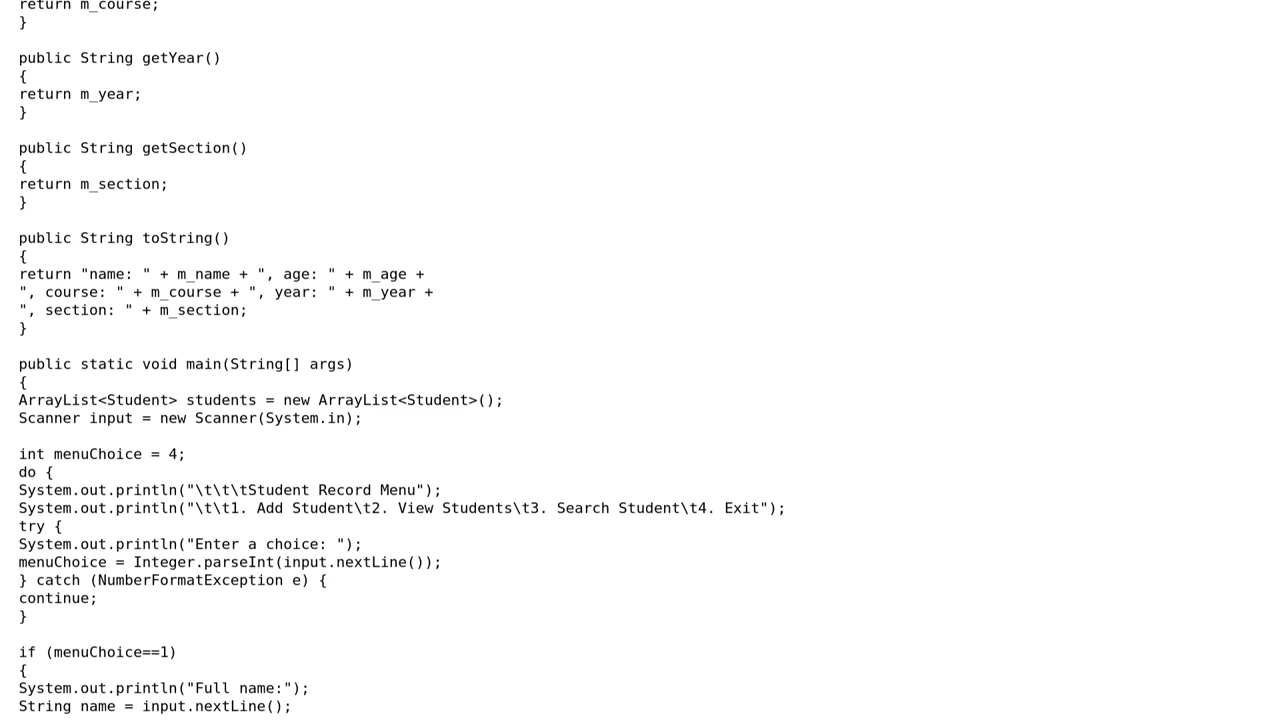 return m_course;
}
public String getYear()
{
return m_year;
}
public String getSection()
{
return m_section;
}
public String toString()
{
return "name: " + m_name + ", age: " + m_age +
", course: " + m_course + ", year: " + m_year +
", section: " + m_section;
}
public static void main(String[] args)
{
ArrayList<Student> students = new ArrayList<Student>();
Scanner input = new Scanner(System.in);
int menuChoice = 4;
do {
System.out.println("\t\t\tStudent Record Menu");
System.out.println("\t\t1. Add Student\t2. View Students\t3. Search Student\t4. Exit");
try {
System.out.println("Enter a choice: ");
menuChoice = Integer.parseInt(input.nextLine());
} catch (NumberFormatException e) {
continue;
}
if (menuChoice==1)
{
System.out.println("Full name:");
String name = input.nextLine();